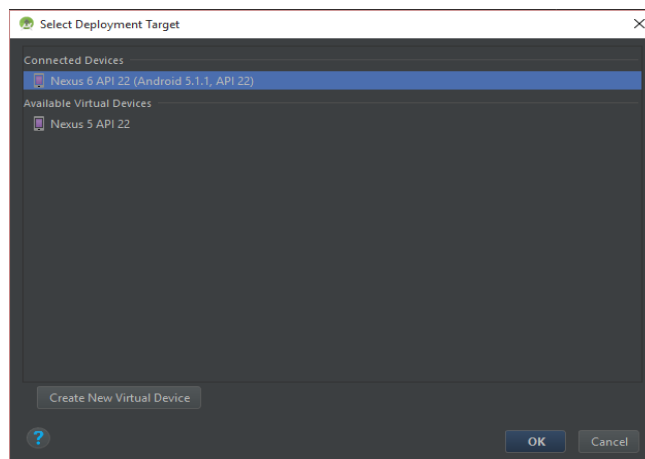 Select Deployment Target
Connected Devices
Nexus 6 API 22 (Android 5.1.1, API 22)
Available Virtual Devices
Nexus 5 API 22
Create New Virtual Device
?
OK
Cancel